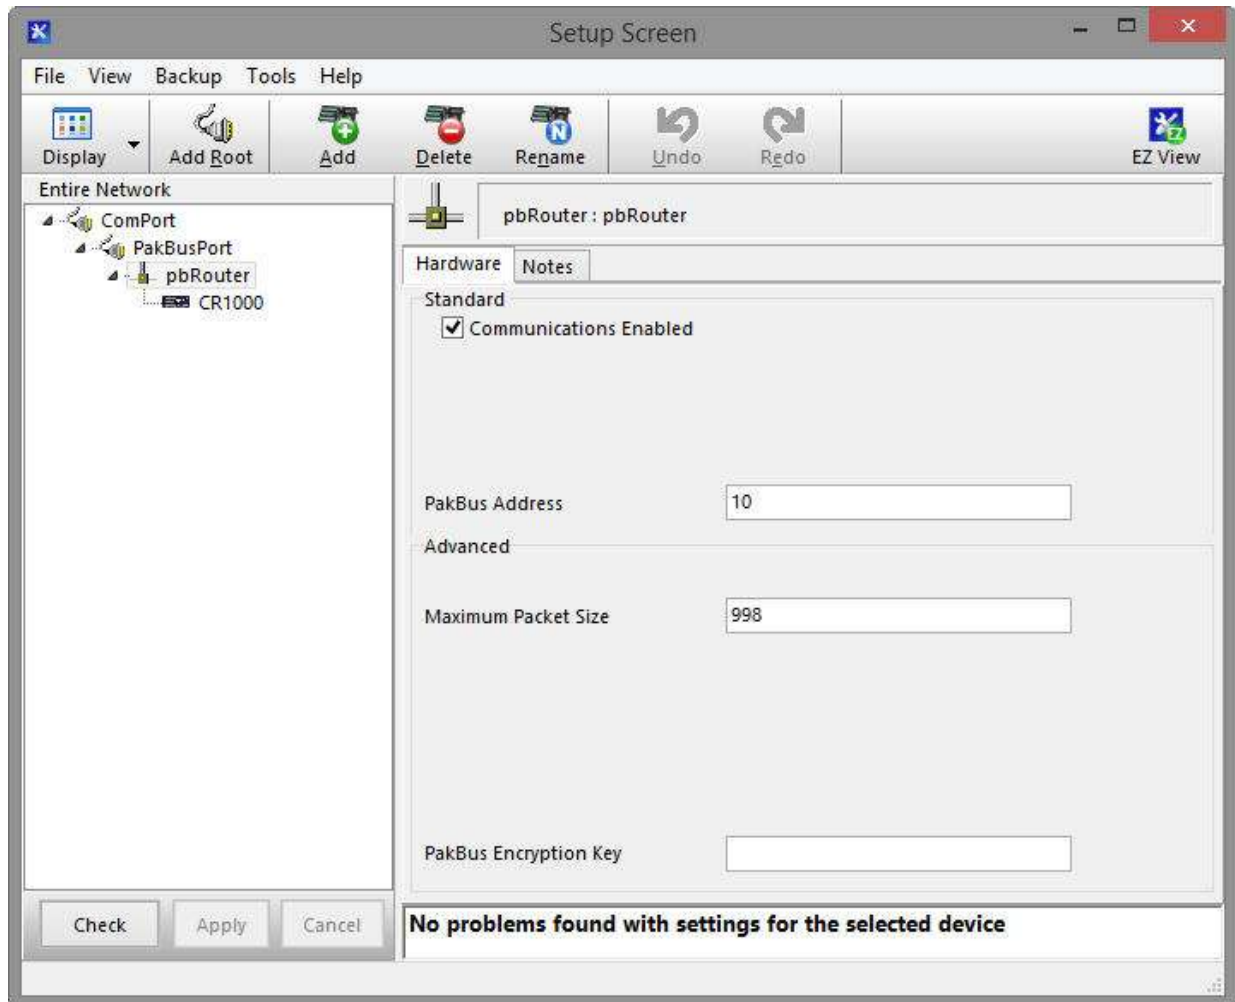 Setup Screen
File View Backup Tools Help
Display Add Root Add Delete Rename Undo Redo EZ View
Entire Network
ComPort
PakBusPort
pbRouter
CR1000
pbRouter : pbRouter
Hardware Notes
Standard
Communications Enabled
PakBus Address 10
Advanced
Maximum Packet Size 998
PakBus Encryption Key
Check Apply Cancel
No problems found with settings for the selected device